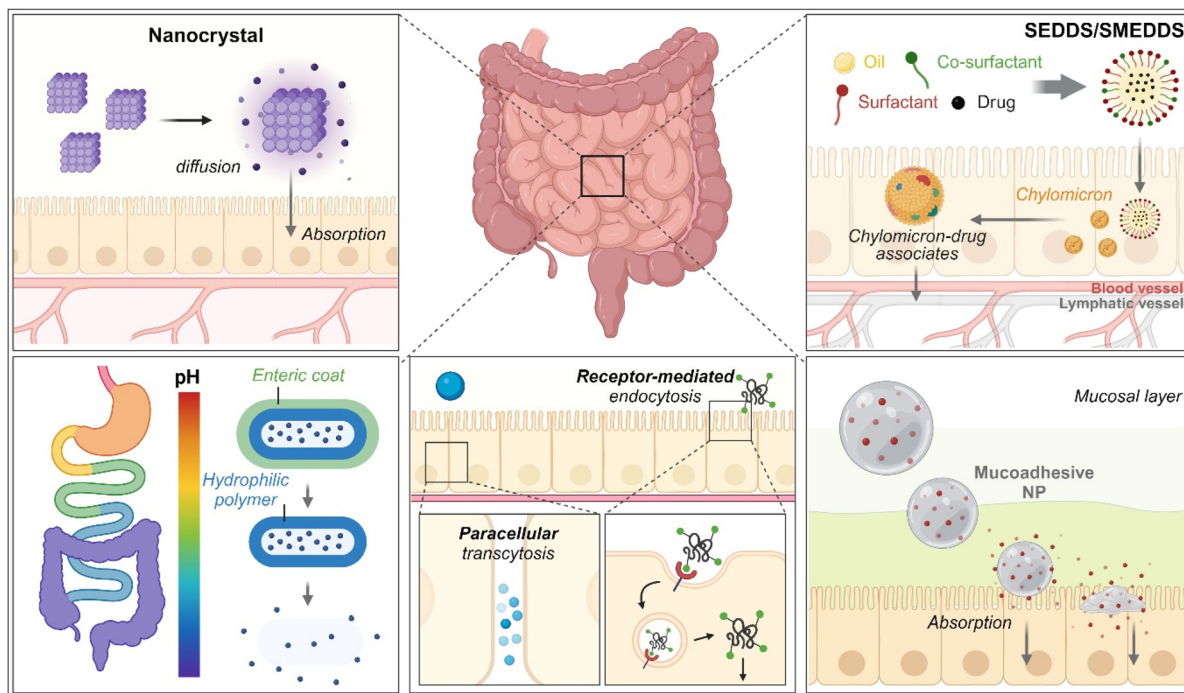 Nanocrystal
diffusion
Absorption
SEDDS/SMEDDS
Oil
Co-surfactant
Surfactant
Drug
Chylomicron
Chylomicron-drug
associates
Blood vessel
Lymphatic vessel
pH
Enteric coat
Hydrophilic
polymer
Receptor-mediated
endocytosis
Paracellular
transcytosis
Mucosal layer
Mucoadhesive
NP
Absorption